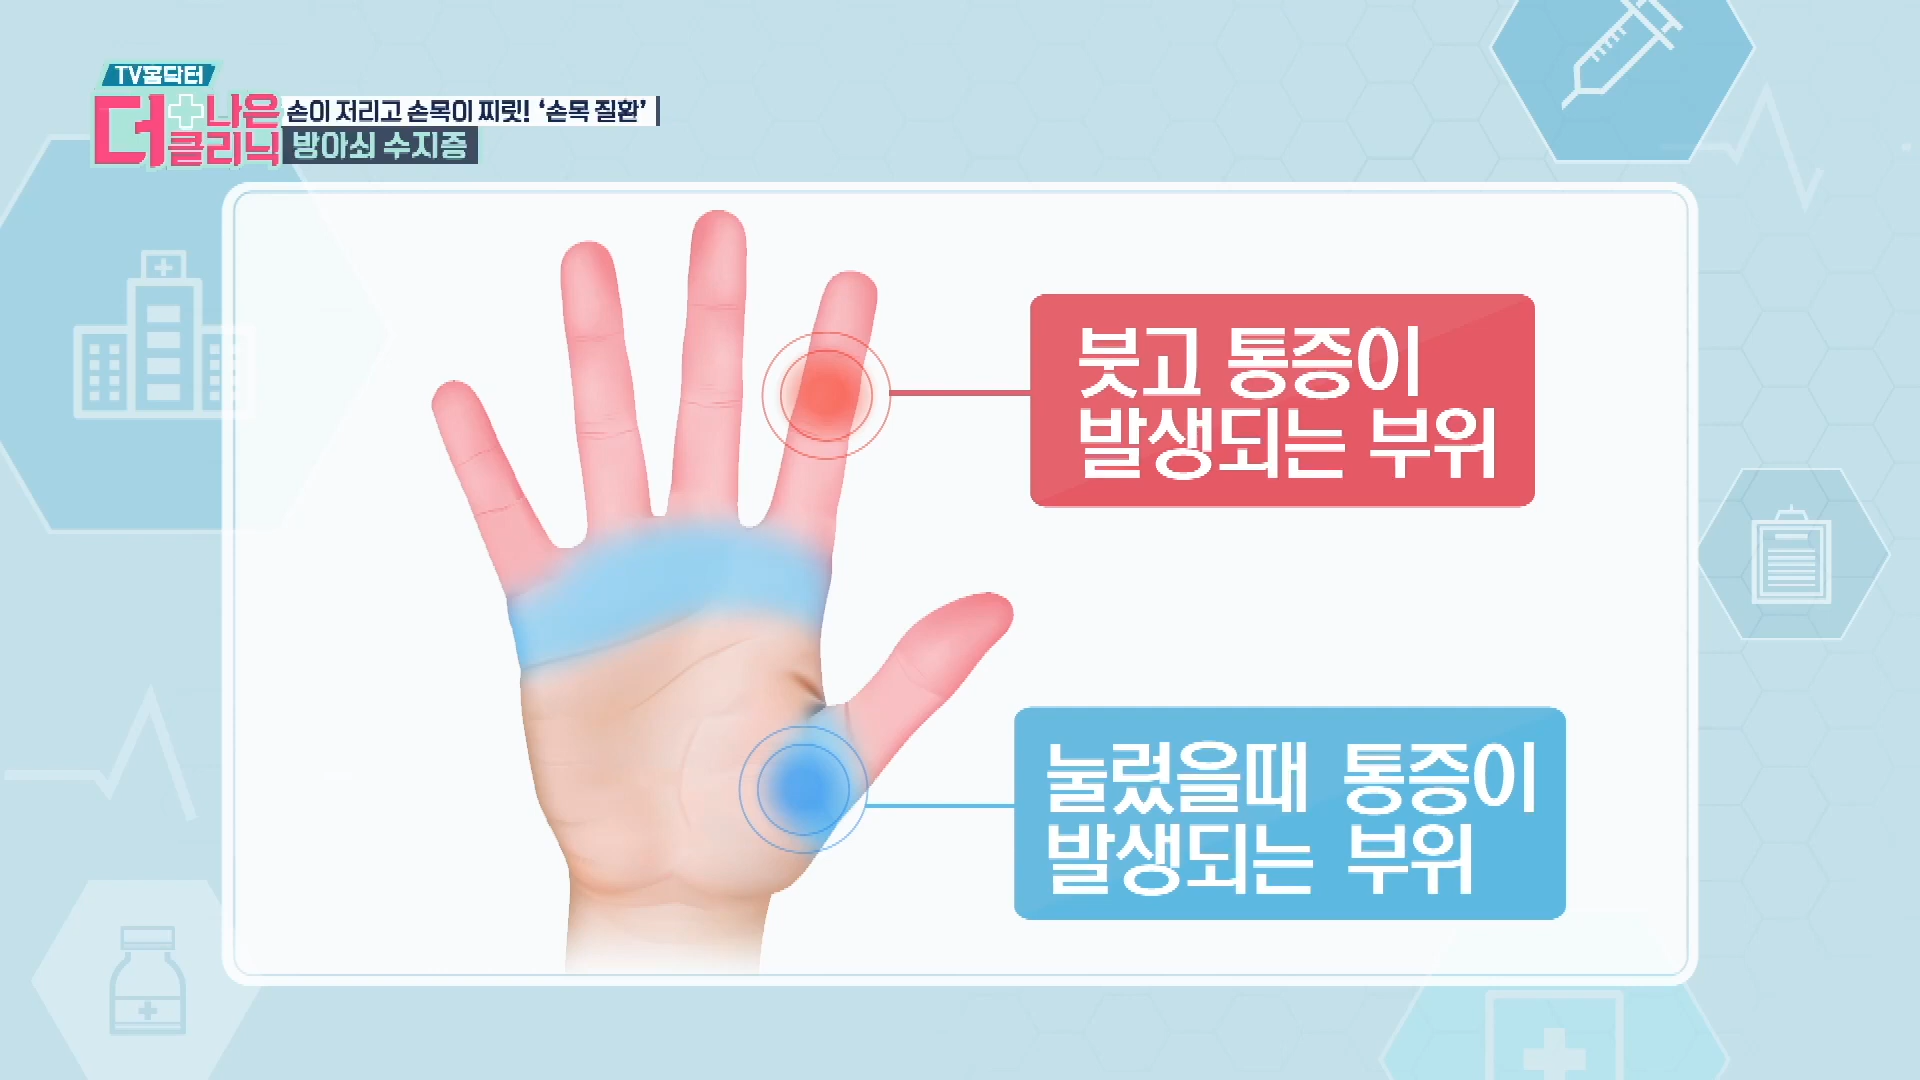 TV홈닥터
더나은
클리닉
손이 저리고 손목이 찌릿! ‘손목 질환’
방아쇠 수지증
붓고 통증이
발생되는 부위
눌렀을때 통증이
발생되는 부위